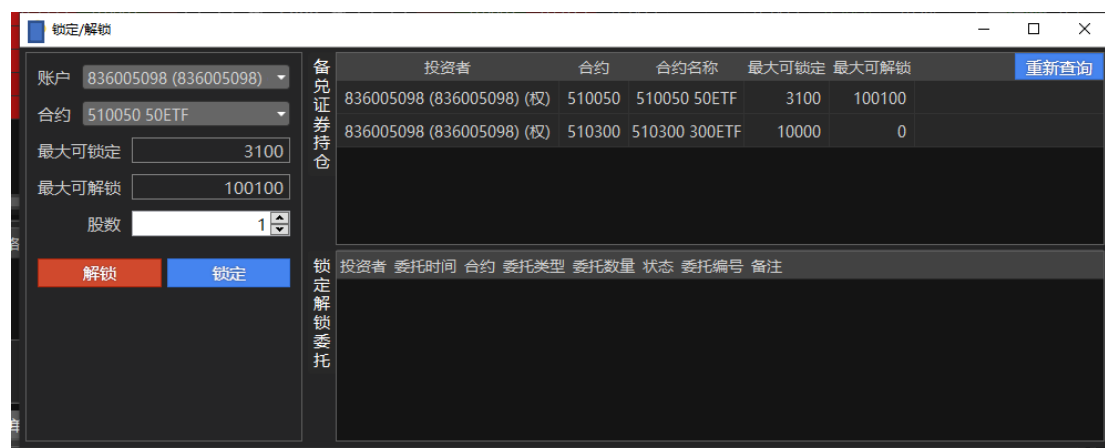 锁定/解锁
账户 836005098 (836005098)
合约 510050 50ETF
最大可锁定 3100
最大可解锁 100100
股数 1
解锁 锁定
备兑证券持仓
投资者 合约 合约名称 最大可锁定 最大可解锁 重新查询
836005098 (836005098) (权) 510050 510050 50ETF 3100 100100
836005098 (836005098) (权) 510300 510300 300ETF 10000 0
锁定解锁委托
投资者 委托时间 合约 委托类型 委托数量 状态 委托编号 备注